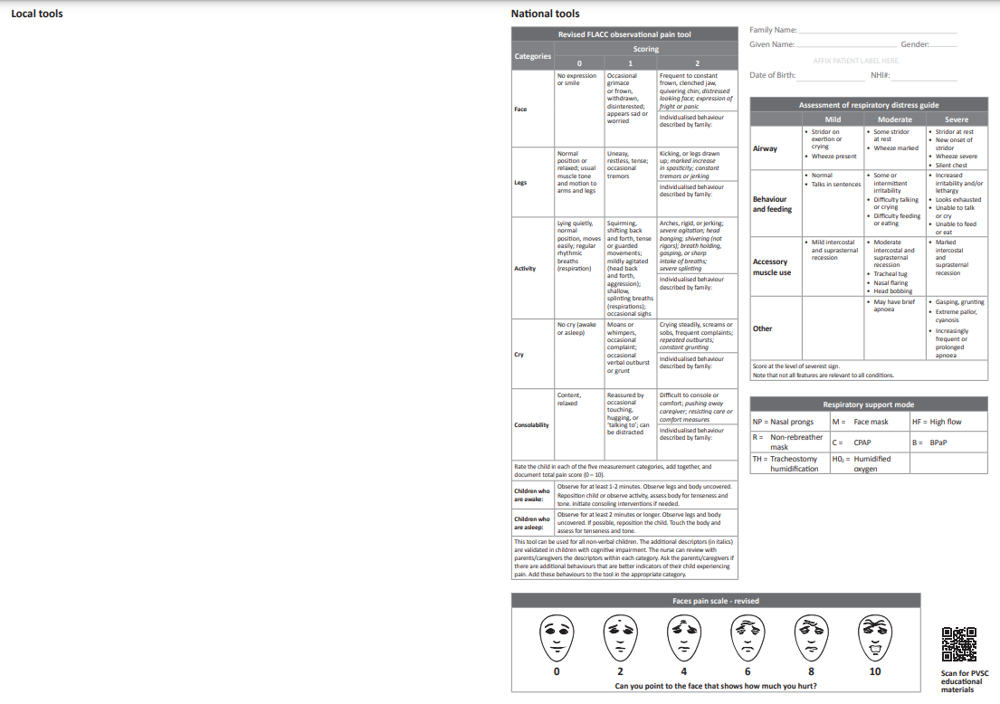 Local tools
National tools
Revised FLACC observational pain tool
Categories
Scoring
0
1
2
Face
No expression
or smile
Occasional
grimace
or frown,
withdrawn,
disinterested;
appears sad or
worried
Frequent to constant
frown, clenched jaw,
quivering chin; distressed
looking face; expression of
fright or panic
Individualised behaviour
described by family:
Legs
Normal
position or
relaxed; usual
muscle tone
and motion to
arms and legs
Uneasy,
restless, tense;
occasional
tremors
Kicking, or legs drawn
up; marked increase
in spasticity; constant
tremors or jerking
Individualised behaviour
described by family:
Activity
Lying quietly,
normal
position, moves
easily; regular
rhythmic
breaths
(respiration)
Squirming,
shifting back
and forth, tense
or guarded
movements;
mildly agitated
(head back
and forth,
aggression);
shallow,
splinting breaths
(respirations);
occasional sighs
Arches, rigid, or jerking;
severe agitation; head
banging; shivering (not
rigors); breath holding,
gasping, or sharp
intake of breaths;
severe splinting
Individualised behaviour
described by family:
Cry
No cry (awake
or asleep)
Moans or
whimpers,
occasional
complaint;
occasional
verbal outburst
or grunt
Crying steadily, screams or
sobs, frequent complaints;
repeated outbursts;
constant grunting
Individualised behaviour
described by family:
Consolability
Content,
relaxed
Reassured by
occasional
touching,
hugging, or
'talking to'; can
be distracted
Difficult to console or
comfort; pushing away
caregiver; resisting care or
comfort measures
Individualised behaviour
described by family:
Rate the child in each of the five measurement categories, add together, and
document total pain score (0 – 10).
Children who
are awake:
Observe for at least 1-2 minutes. Observe legs and body uncovered.
Reposition child or observe activity, assess body for tenseness and
tone. Initiate consoling interventions if needed.
Children who
are asleep:
Observe for at least 2 minutes or longer. Observe legs and body
uncovered. If possible, reposition the child. Touch the body and
assess for tenseness and tone.
This tool can be used for all non-verbal children. The additional descriptors (in italics)
are validated in children with cognitive impairment. The nurse can review with
parents/caregivers the descriptors within each category. Ask the parents/caregivers if
there are additional behaviours that are better indicators of their child experiencing
pain. Add these behaviours to the tool in the appropriate category.
Family Name:
Given Name: Gender:
AFFIX PATIENT LABEL HERE
Date of Birth: NHI#:
Assessment of respiratory distress guide
Mild
Moderate
Severe
Airway
• Stridor on
exertion or
crying
• Wheeze present
• Some stridor
at rest
• Wheeze marked
• Stridor at rest
• New onset of
stridor
• Wheeze severe
• Silent chest
Behaviour
and feeding
• Normal
• Talks in sentences
• Some or
intermittent
irritability
• Difficulty talking
or crying
• Difficulty feeding
or eating
• Increased
irritability and/or
lethargy
• Looks exhausted
• Unable to talk
or cry
• Unable to feed
or eat
Accessory
muscle use
• Mild intercostal
and suprasternal
recession
• Moderate
intercostal and
suprasternal
recession
• Tracheal tug
• Nasal flaring
• Head bobbing
• Marked
intercostal
and
suprasternal
recession
Other
• May have brief
apnoea
• Gasping, grunting
• Extreme pallor,
cyanosis
• Increasingly
frequent or
prolonged
apnoea
Score at the level of severest sign.
Note that not all features are relevant to all conditions.
Respiratory support mode
NP = Nasal prongs
M = Face mask
HF = High flow
R = Non-rebreather
mask
C = CPAP
B = BPaP
TH = Tracheostomy
humidification
H0₂ = Humidified
oxygen
Faces pain scale - revised
0 2 4 6 8 10
Can you point to the face that shows how much you hurt?
Scan for PVSC
educational
materials